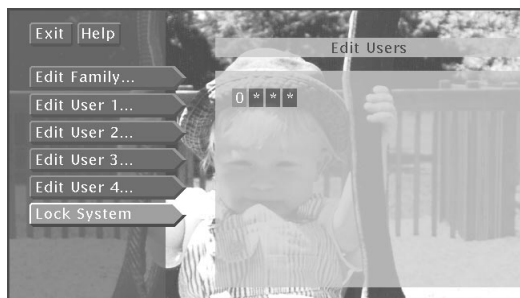 Exit Help
Edit Users
Edit Family...
Edit User 1...
0 * * *
Edit User 2...
Edit User 3...
Edit User 4...
Lock System